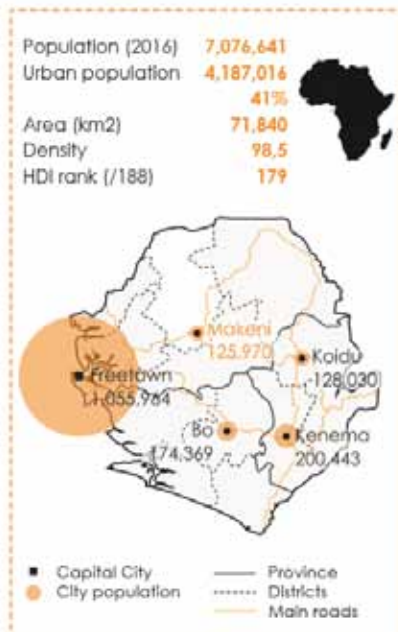 Population (2016) 7,076,641
Urban population 4,187,016
41%
Area (km2) 71,840
Density 98,5
HDI rank (/188) 179
Makeni
125,970
Koidu
128,030
Freetown
1,055,984
Bo
174,369
Kenema
200,443
Capital City
City population
Province
Districts
Main roads